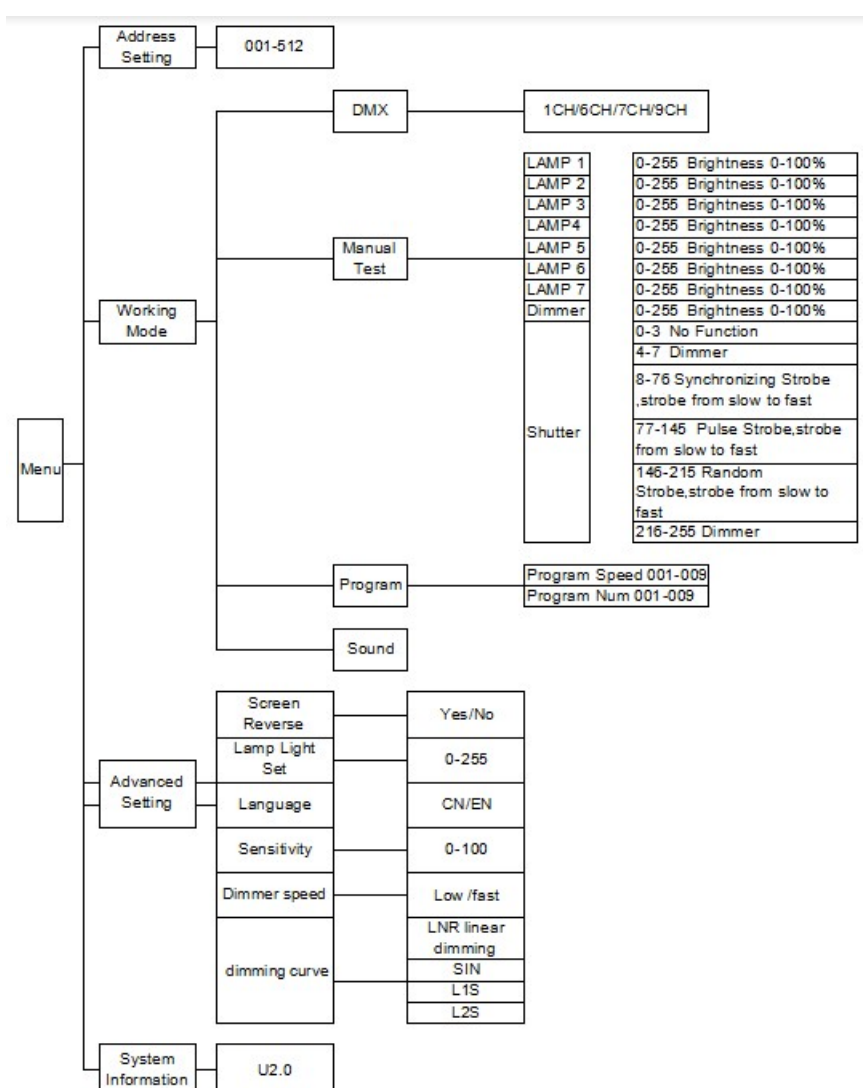 Address
Setting
001-512
DMX
1CH/6CH/7CH/9CH
LAMP 1
0-255 Brightness 0-100%
LAMP 2
0-255 Brightness 0-100%
LAMP 3
0-255 Brightness 0-100%
LAMP4
0-255 Brightness 0-100%
Manual
Test
LAMP 5
0-255 Brightness 0-100%
LAMP 6
0-255 Brightness 0-100%
LAMP 7
0-255 Brightness 0-100%
Working
Mode
Dimmer
0-255 Brightness 0-100%
Shutter
0-3 No Function
4-7 Dimmer
8-76 Synchronizing Strobe
,strobe from slow to fast
77-145 Pulse Strobe,strobe
from slow to fast
146-215 Random
Strobe,strobe from slow to
fast
216-255 Dimmer
Menu
Program
Program Speed 001-009
Program Num 001-009
Sound
Advanced
Setting
Screen
Reverse
Yes/No
Lamp Light
Set
0-255
Language
CN/EN
Sensitivity
0-100
Dimmer speed
Low /fast
dimming curve
LNR linear
dimming
SIN
L1S
L2S
System
Information
U2.0